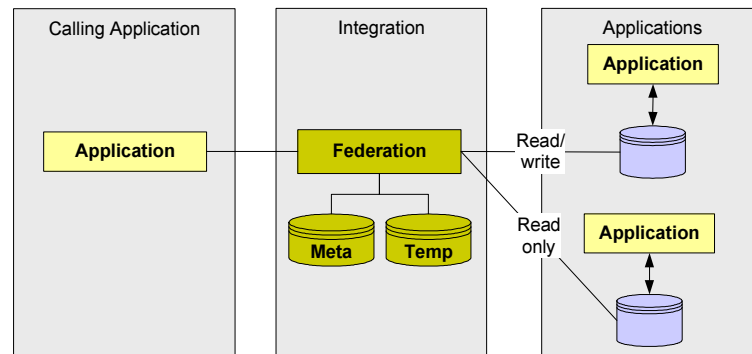 Calling Application
Integration
Applications
Application
Application
Federation
Read/
write
Meta
Temp
Read
only
Application